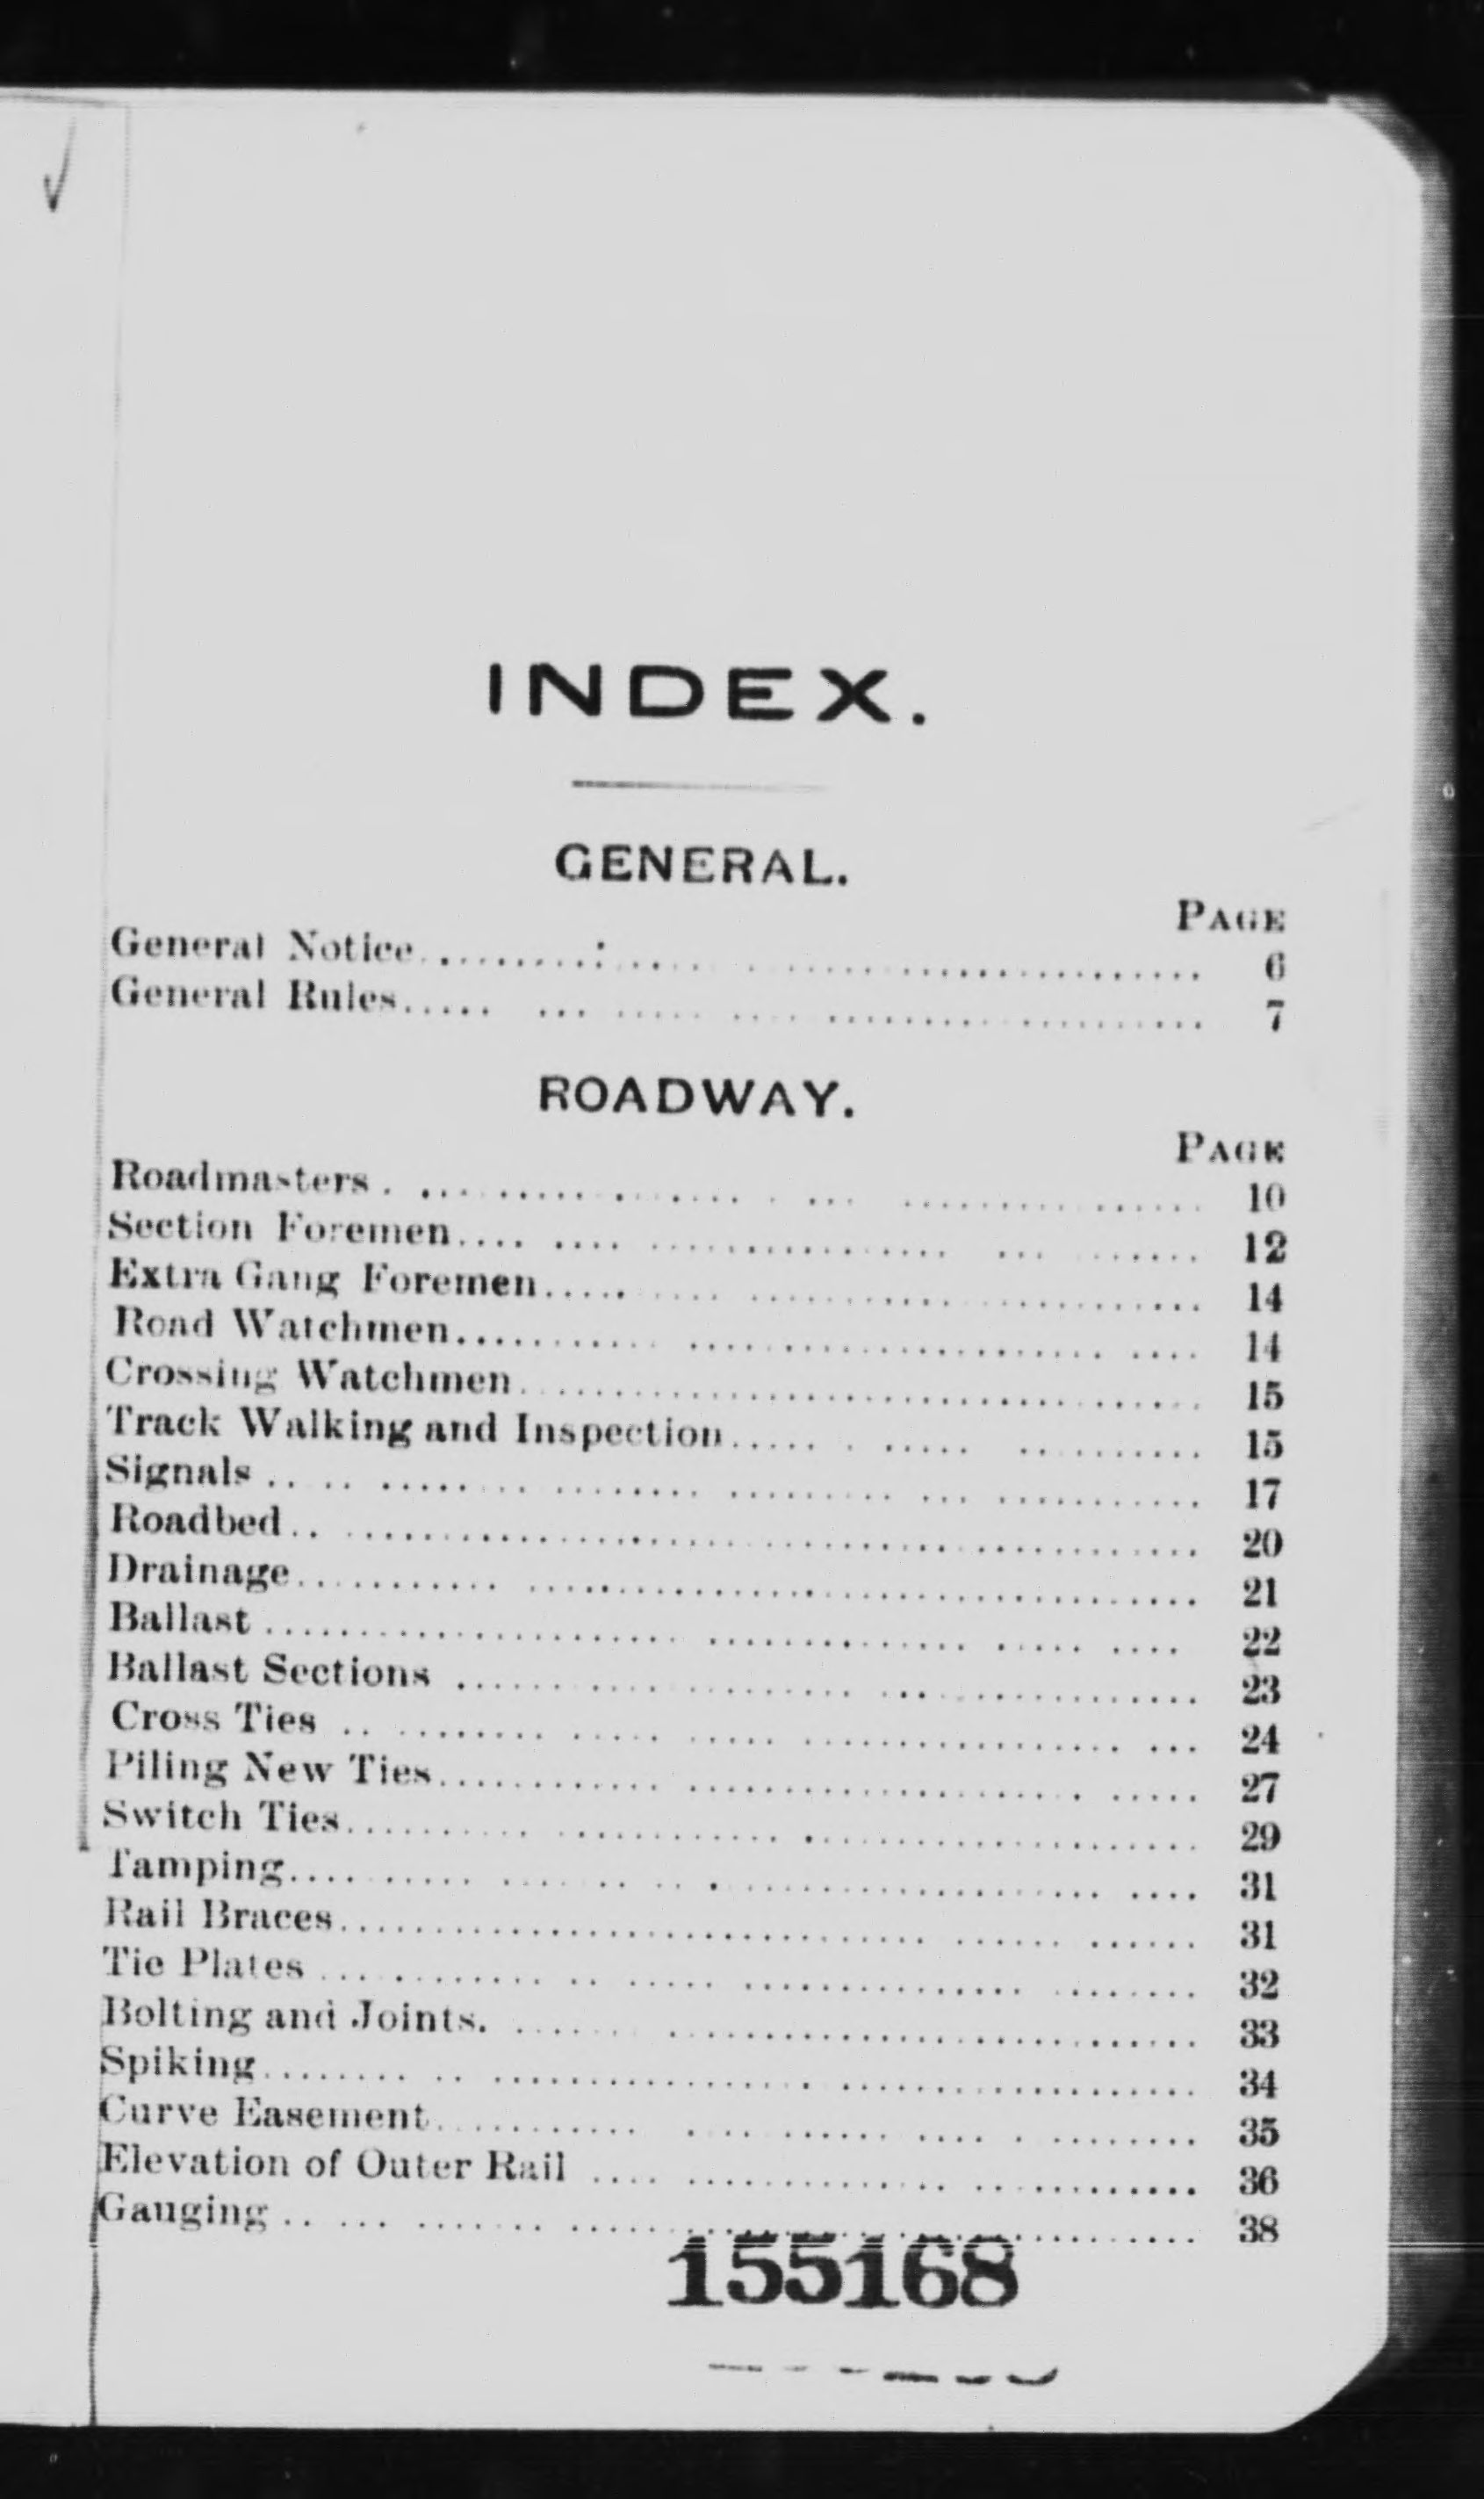 INDEX.
GENERAL.
PAGE
General Notice 6
General Rules 7
ROADWAY.
PAGE
Roadmasters 10
Section Foremen 12
Extra Gang Foremen 14
Road Watchmen 14
Crossing Watchmen 15
Track Walking and Inspection 15
Signals 17
Roadbed 20
Drainage 21
Ballast 22
Ballast Sections 23
Cross Ties 24
Piling New Ties 27
Switch Ties 29
Tamping 31
Rail Braces 31
Tie Plates 32
Bolting and Joints. 33
Spiking 34
Curve Easement 35
Elevation of Outer Rail 36
Gauging 38
155168